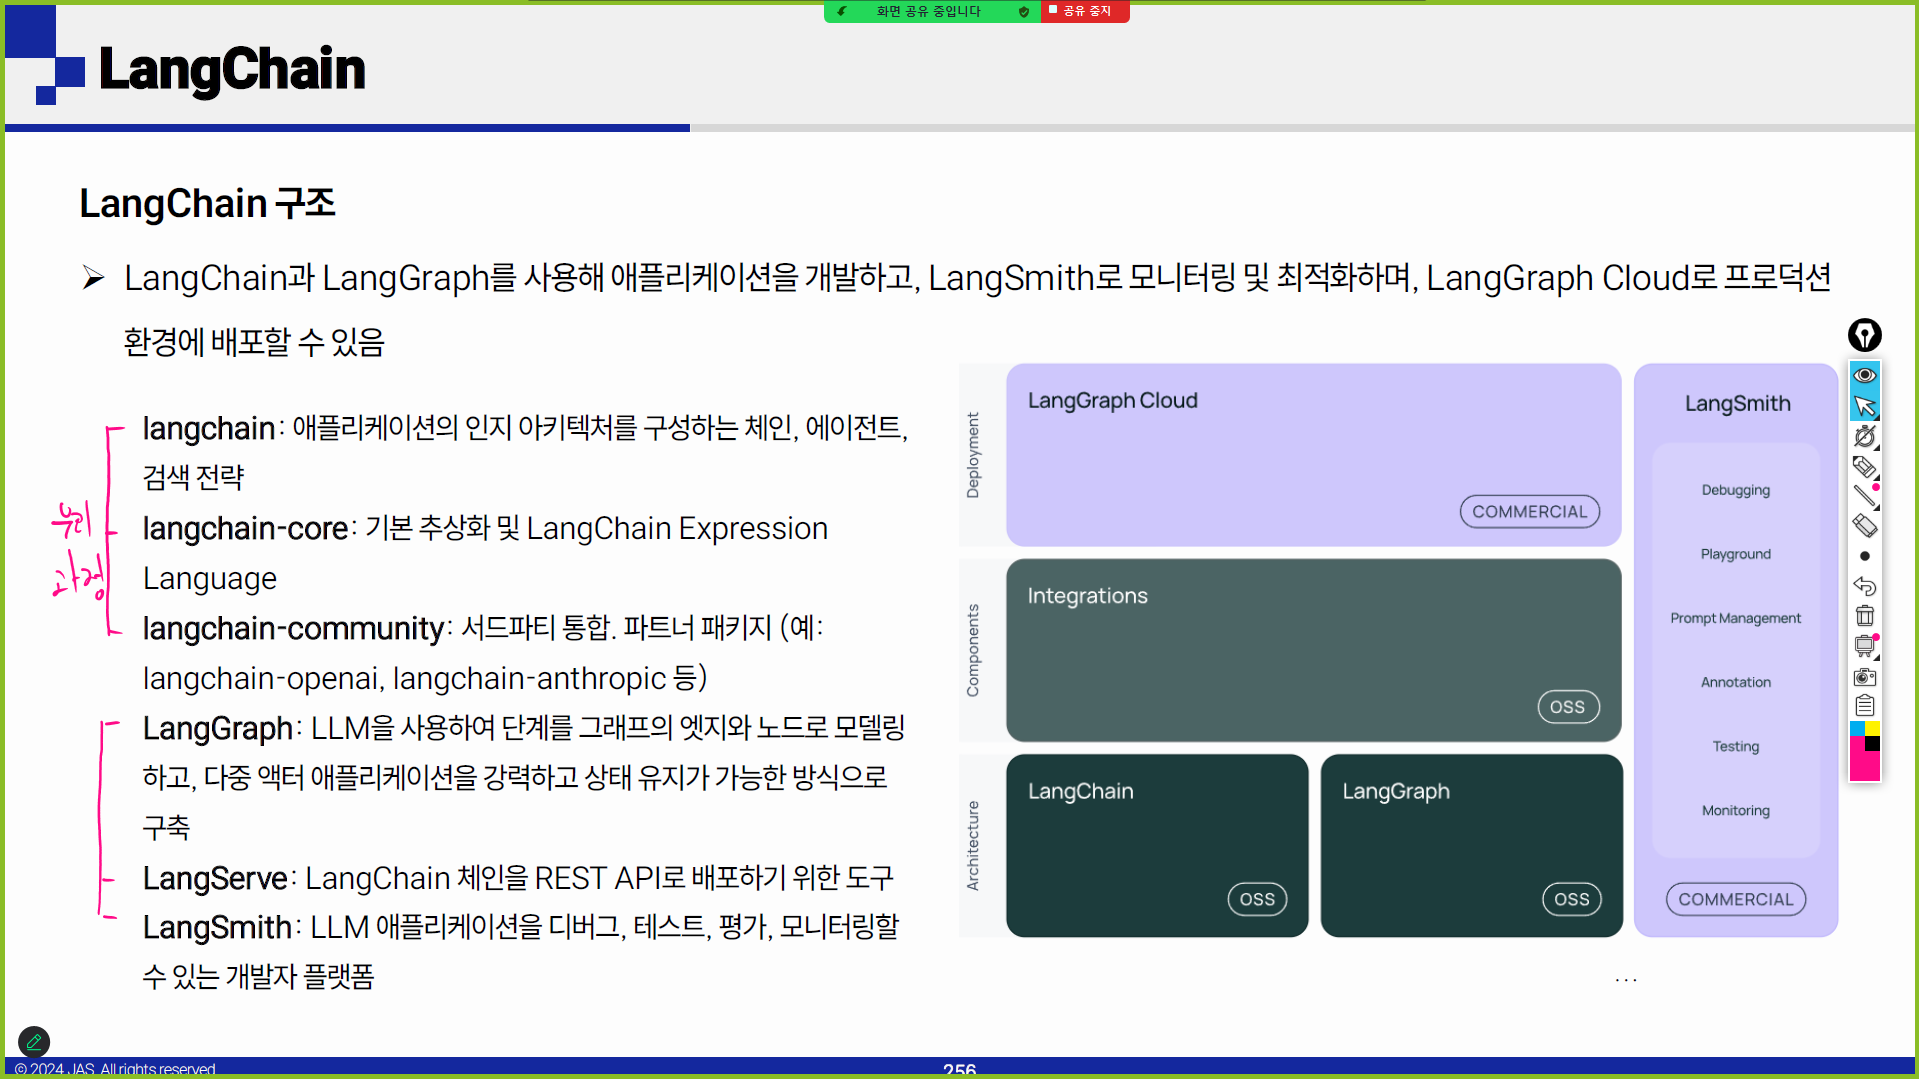 화면 공유 중입니다
공유 중지
LangChain
LangChain 구조
➢ LangChain과 LangGraph를 사용해 애플리케이션을 개발하고, LangSmith로 모니터링 및 최적화하며, LangGraph Cloud로 프로덕션
환경에 배포할 수 있음
langchain: 애플리케이션의 인지 아키텍처를 구성하는 체인, 에이전트,
검색 전략
langchain-core: 기본 추상화 및 LangChain Expression
Language
langchain-community: 서드파티 통합. 파트너 패키지 (예:
langchain-openai, langchain-anthropic 등)
LangGraph: LLM을 사용하여 단계를 그래프의 엣지와 노드로 모델링
하고, 다중 액터 애플리케이션을 강력하고 상태 유지가 가능한 방식으로
구축
LangServe: LangChain 체인을 REST API로 배포하기 위한 도구
LangSmith: LLM 애플리케이션을 디버그, 테스트, 평가, 모니터링할
수 있는 개발자 플랫폼
우리
과정
Deployment
LangGraph Cloud
COMMERCIAL
Components
Integrations
OSS
Architecture
LangChain
OSS
LangGraph
OSS
LangSmith
Debugging
Playground
Prompt Management
Annotation
Testing
Monitoring
COMMERCIAL
...
© 2024 JAS. All rights reserved
256